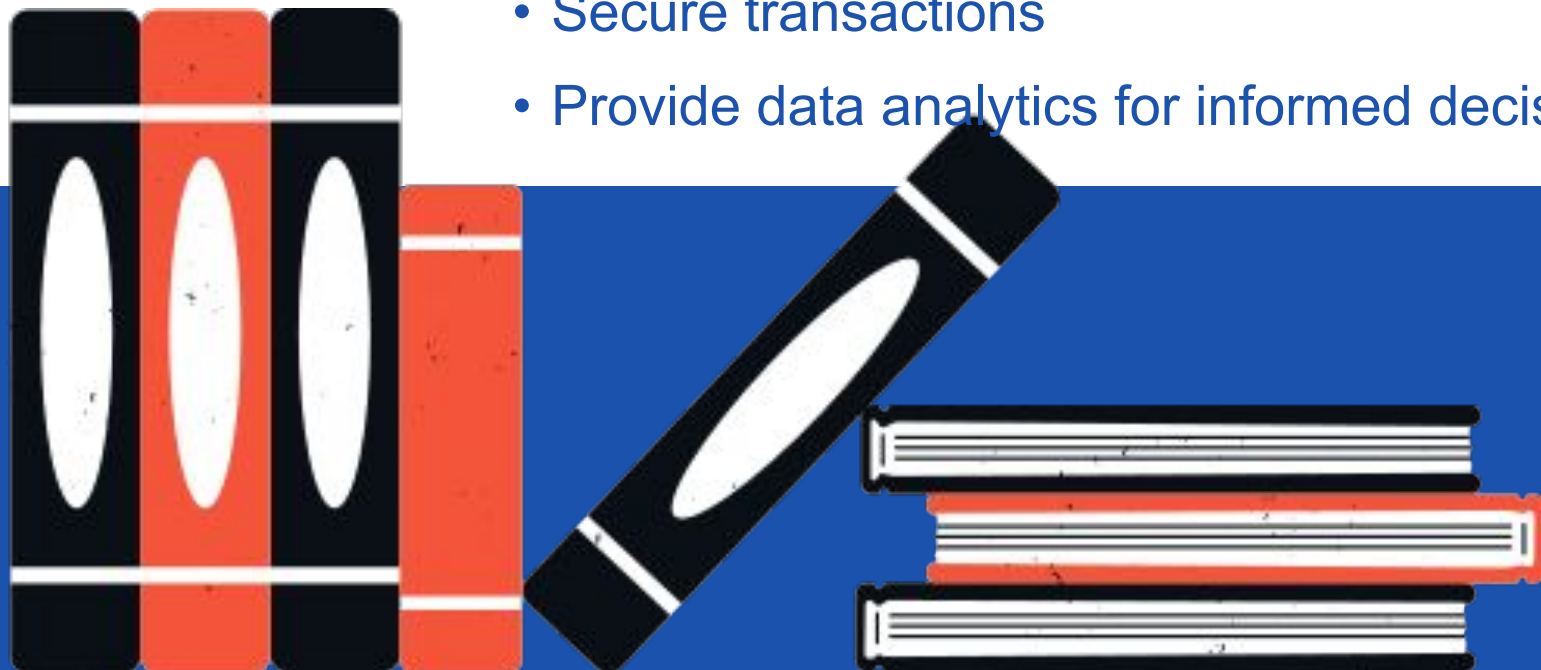 • Secure transactions
• Provide data analytics for informed